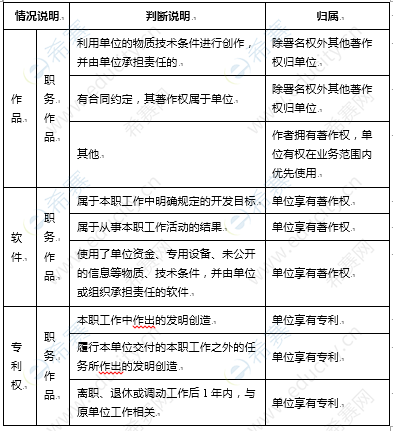 情况说明 判断说明 归属
作品 职务作品 利用单位的物质技术条件进行创作，
并由单位承担责任的. 除署名权外其他著作
权归单位.
有合同约定，其著作权属于单位. 除署名权外其他著作
权归单位.
其他. 作者拥有著作权，单
位有权在业务范围内
优先使用.
软件 职务作品 属于本职工作中明确规定的开发目标. 单位享有著作权.
属于从事本职工作活动的结果. 单位享有著作权.
使用了单位资金、专用设备、未公开
的信息等物质、技术条件，并由单位
或组织承担责任的软件. 单位享有著作权.
专利权 职务作品 本职工作中作出的发明创造. 单位享有专利.
履行本单位交付的本职工作之外的任
务所作出的发明创造. 单位享有专利.
离职、退休或调动工作后 1 年内，与
原单位工作相关. 单位享有专利.
希赛
希赛网
www.educity.cn